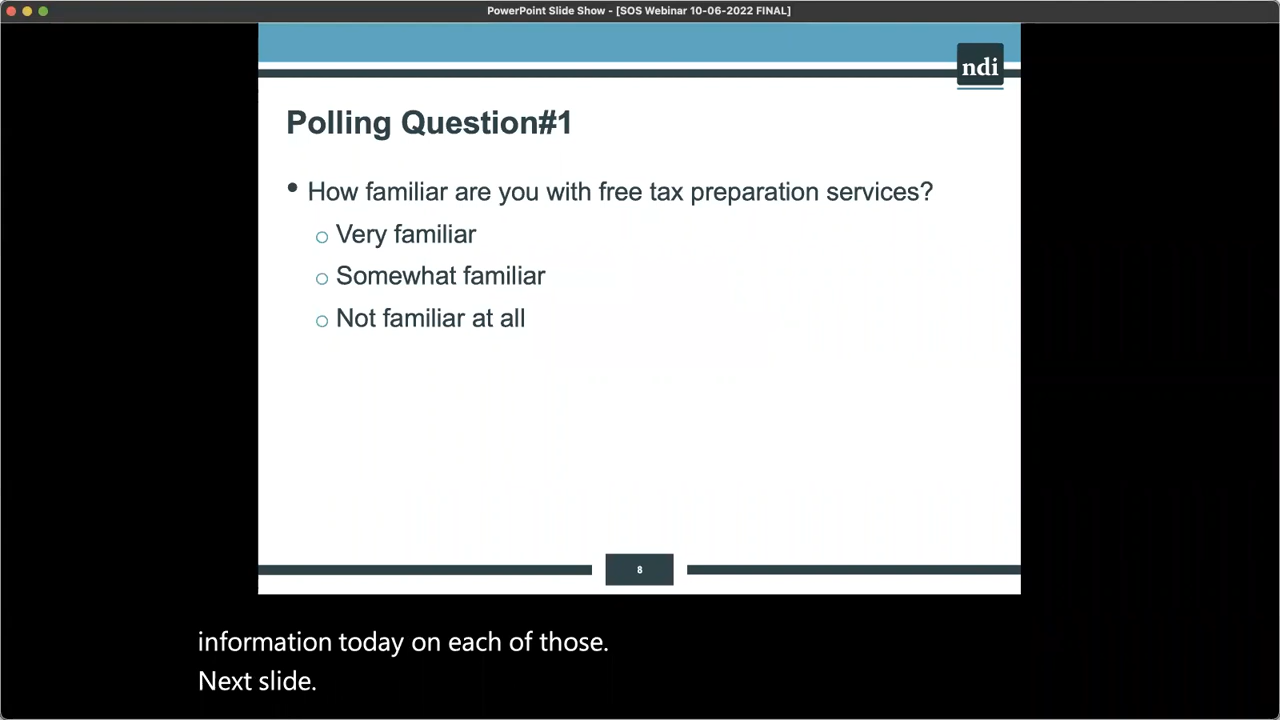 PowerPoint Slide Show - [SOS Webinar 10-06-2022 FINAL]
ndi
Polling Question#1
• How familiar are you with free tax preparation services?
o Very familiar
o Somewhat familiar
o Not familiar at all
8
information today on each of those.
Next slide.